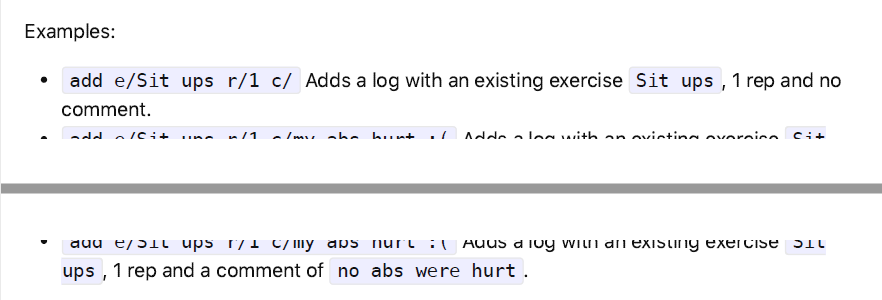 Examples:
• add e/Sit ups r/1 c/ Adds a log with an existing exercise Sit ups , 1 rep and no
comment.
• add e/Sit ups r/1 c/my abs hurt :( Adds a log with an existing exercise Sit
• add e/Sit ups r/1 c/my abs hurt :( Adds a log with an existing exercise Sit
ups , 1 rep and a comment of no abs were hurt .